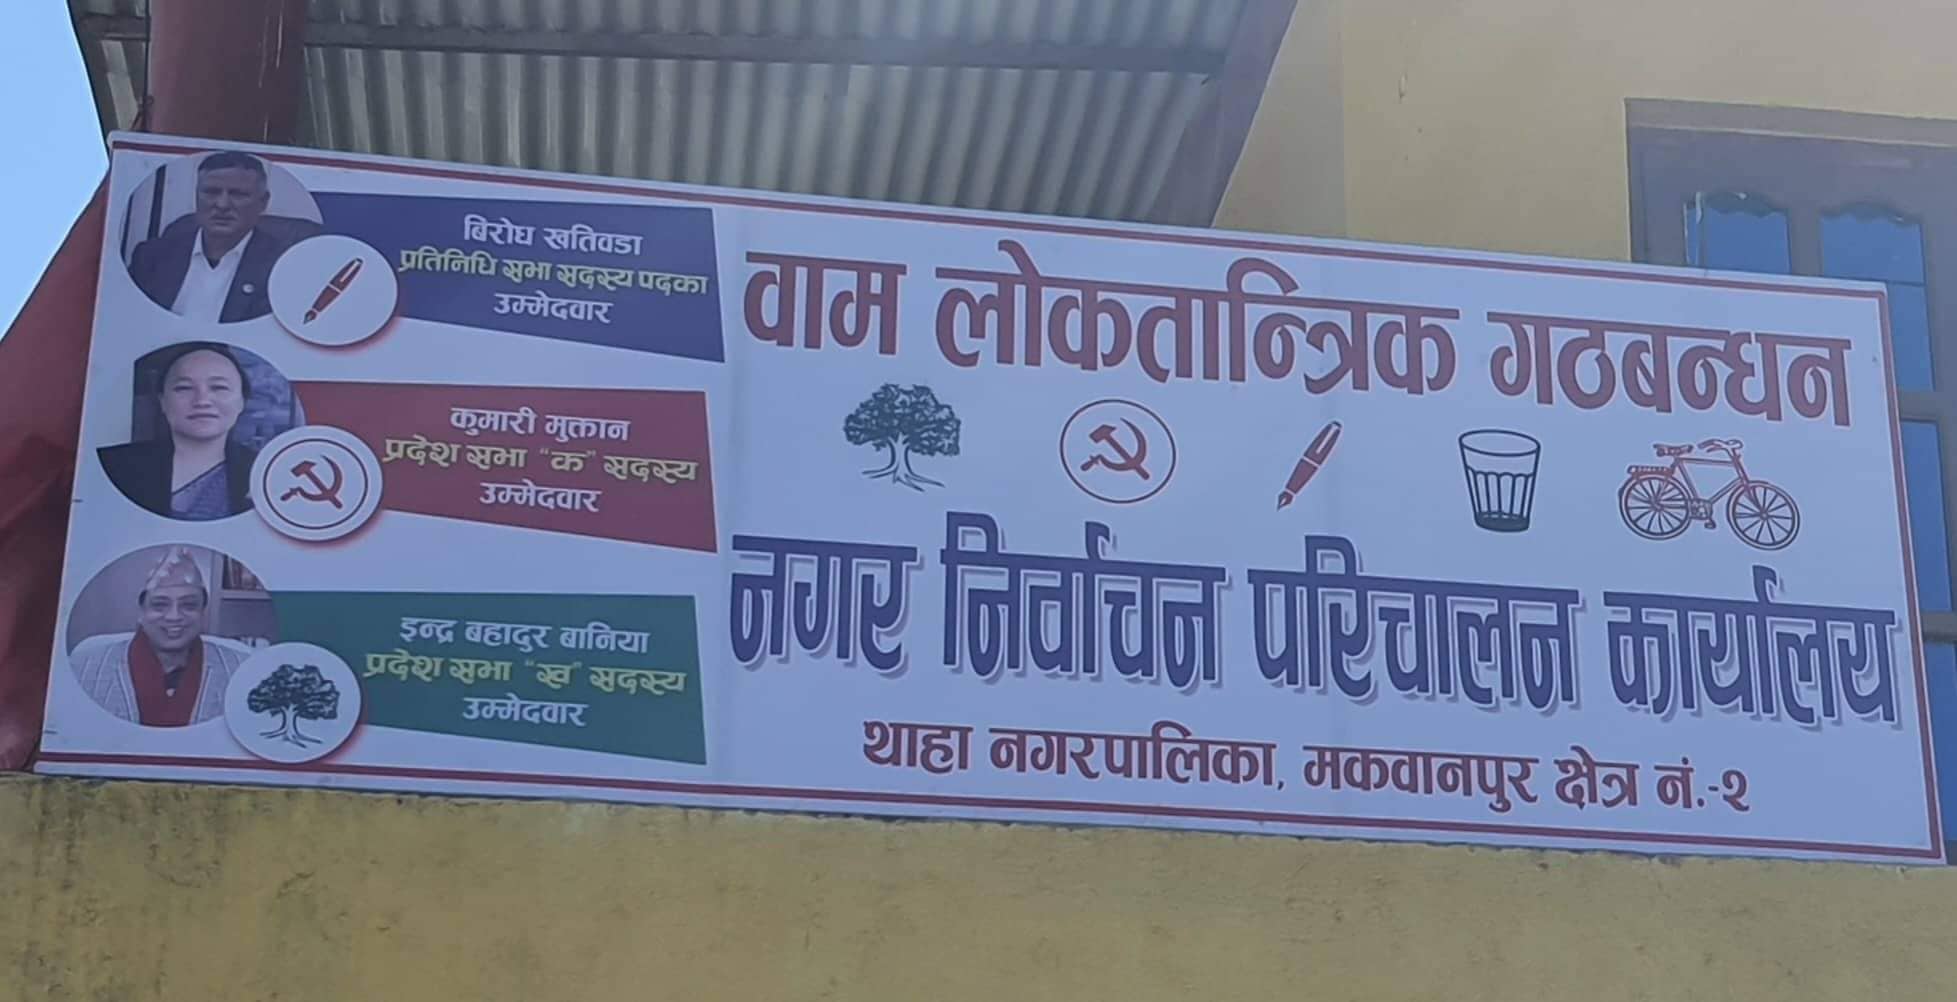 बिरोध खतिवडा
प्रतिनिधि सभा सदस्य पदका
उम्मेदवार
कुमारी मुक्तान
प्रदेश सभा "क" सदस्य
उम्मेदवार
इन्द्र बहादुर बानिया
प्रदेश सभा "ख" सदस्य
उम्मेदवार
वाम लोकतान्त्रिक गठबन्धन
नगर निर्वाचन परिचालन कार्यालय
थाहा नगरपालिका, मकवानपुर क्षेत्र नं.-२